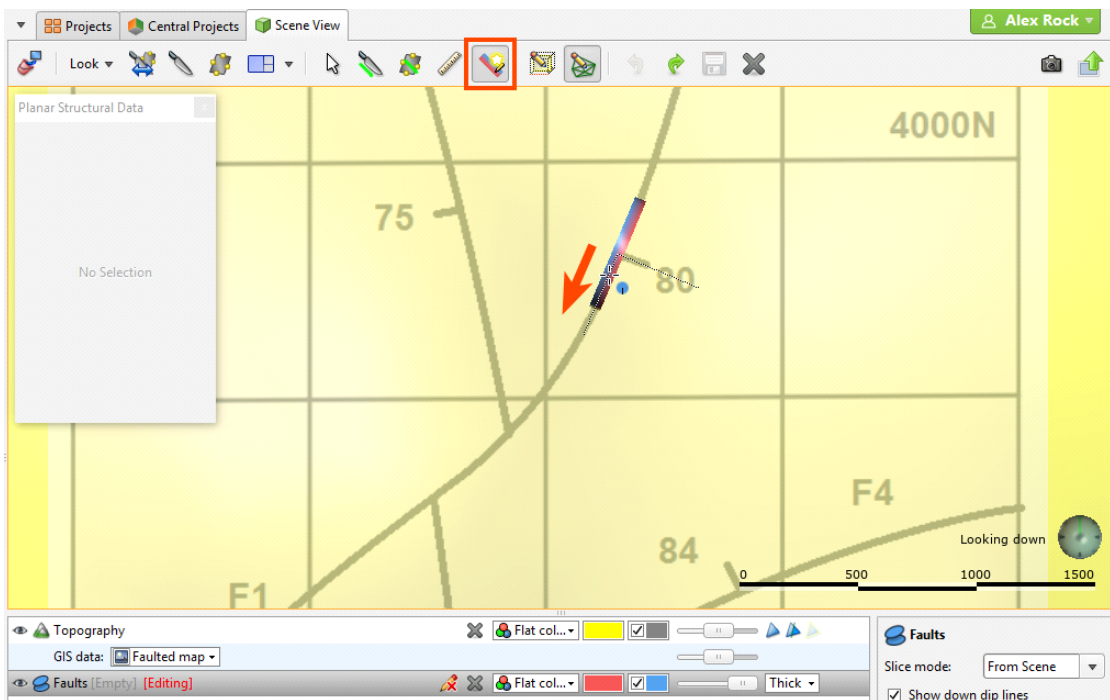 Projects Central Projects Scene View Alex Rock
Look
Planar Structural Data
4000N
75
No Selection
80
F4
Looking down
84
0 500 1000 1500
F1
Topography Flat col...
GIS data: Faulted map
Faults [Empty] [Editing] Flat col... Thick
Faults
Slice mode: From Scene
Show down dip lines